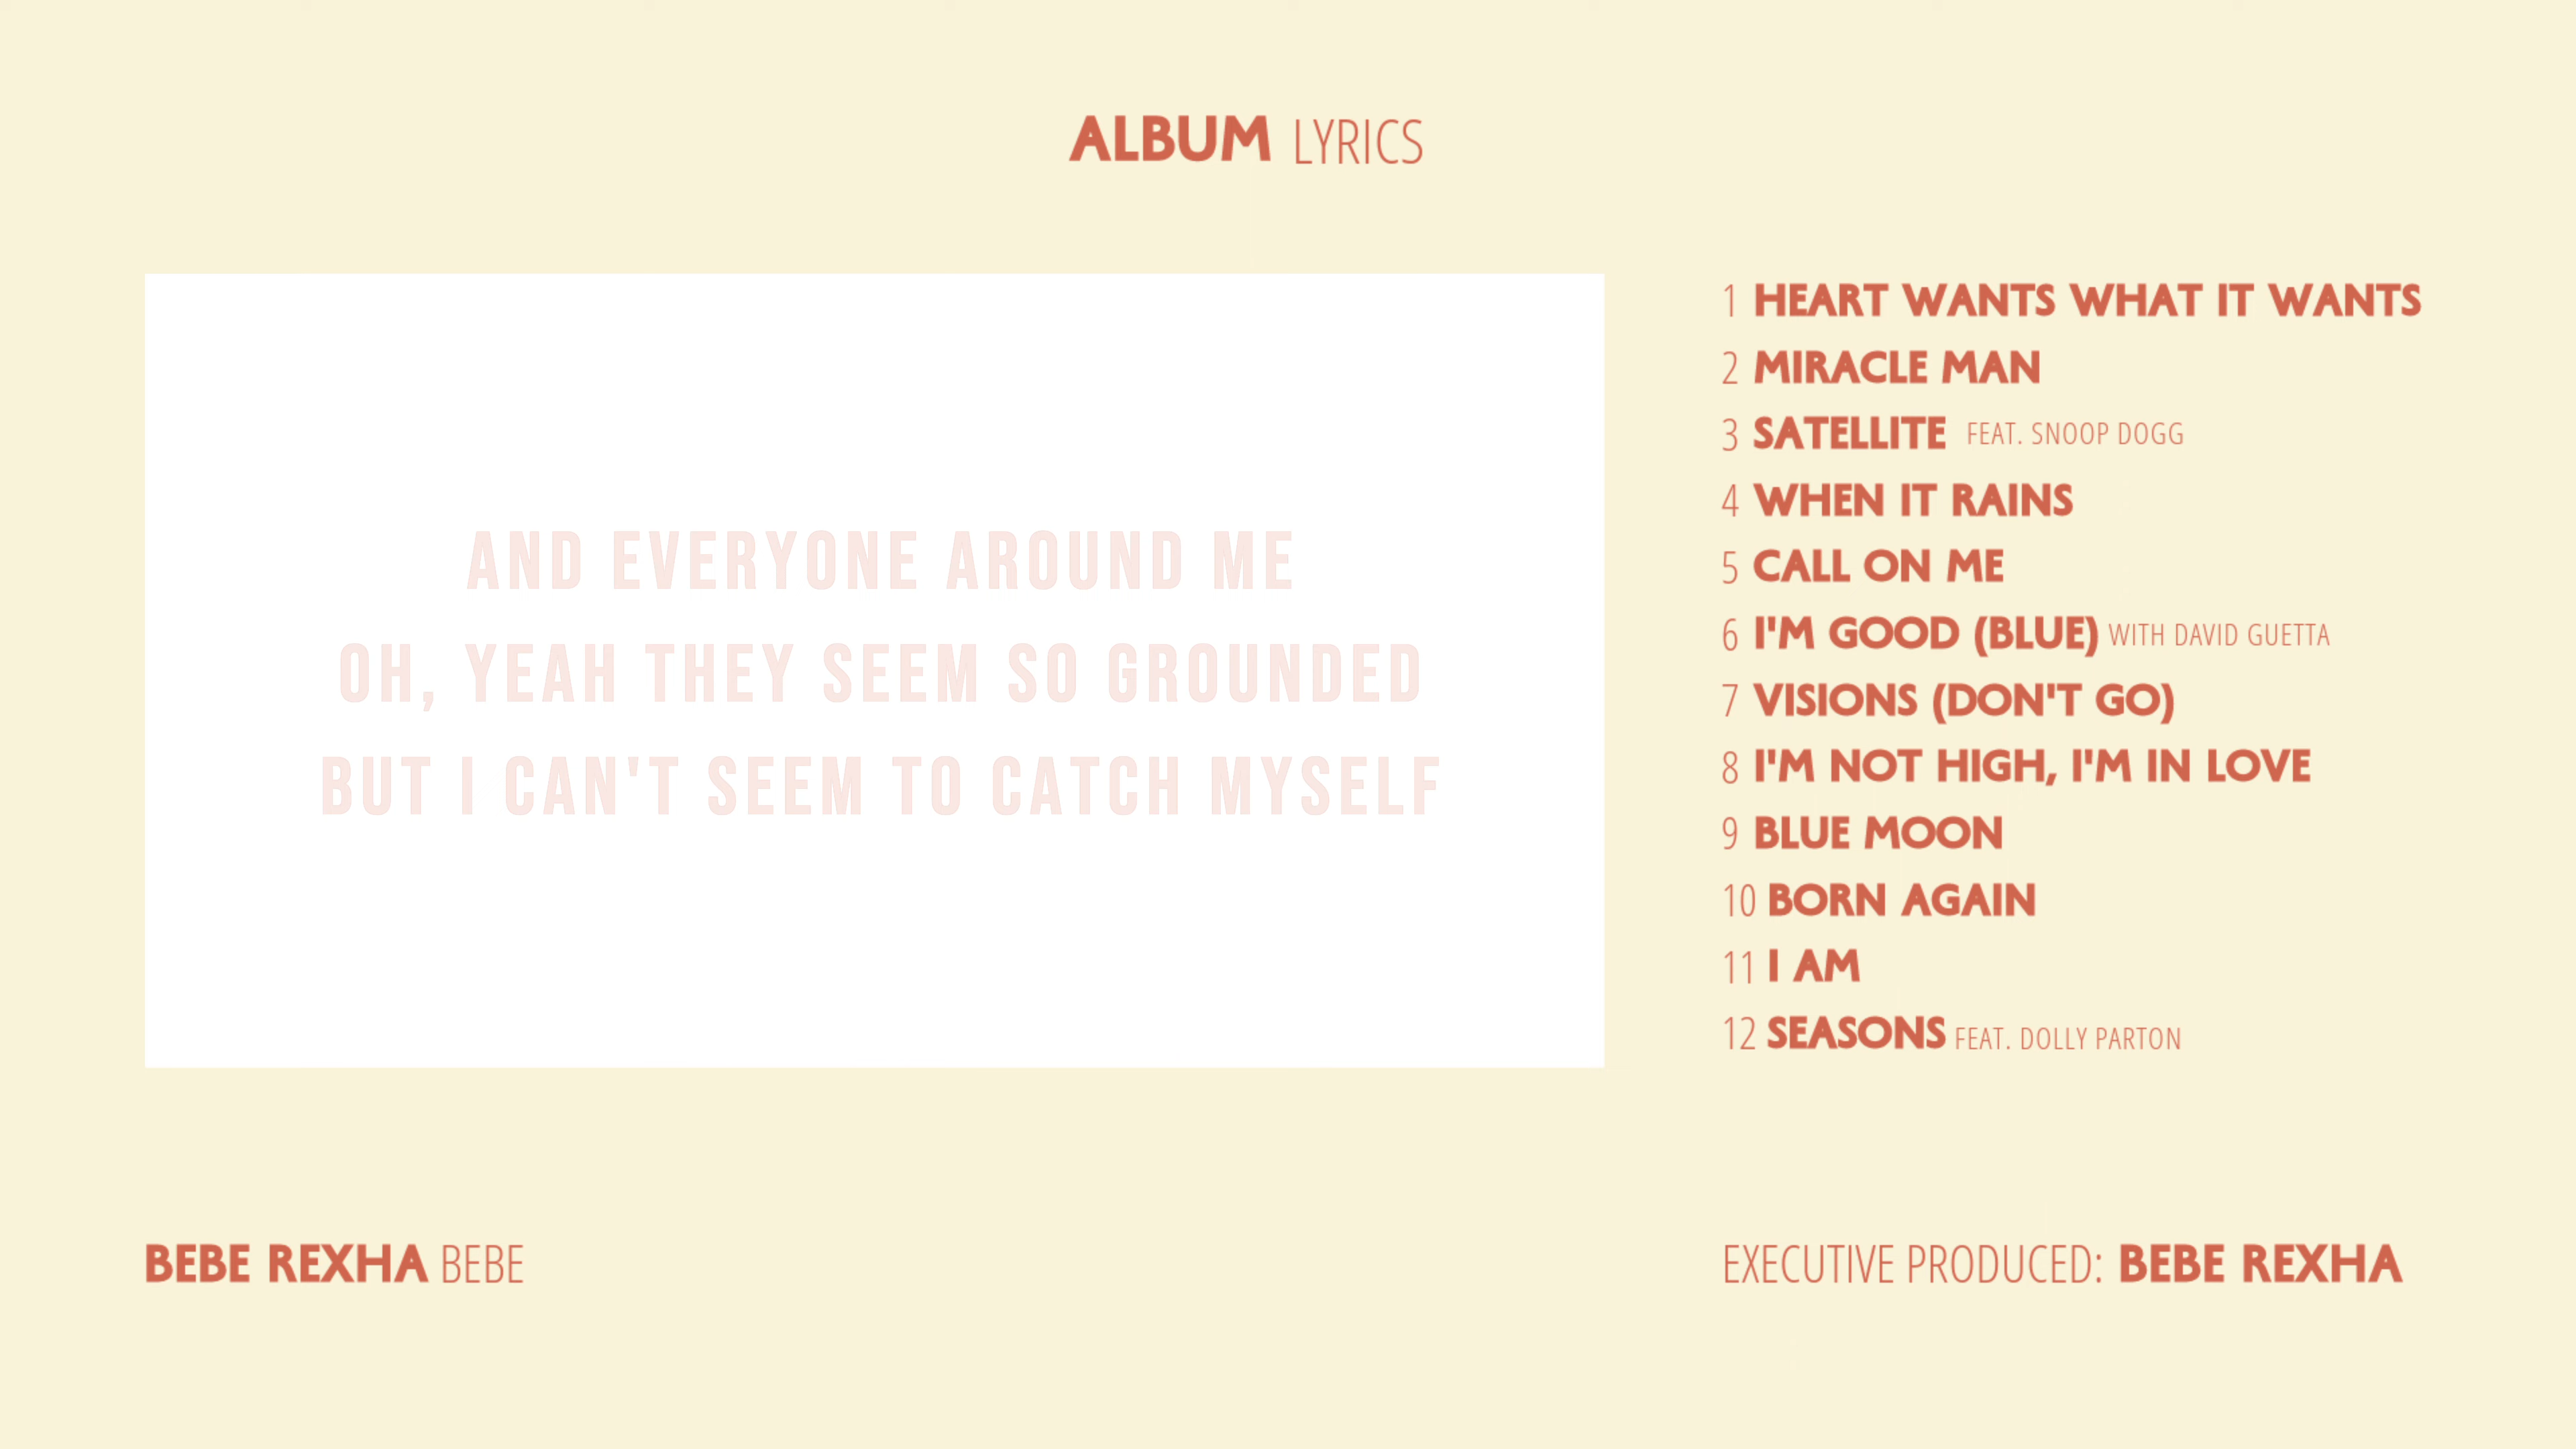 ALBUM LYRICS
AND EVERYONE AROUND ME
OH, YEAH THEY SEEM SO GROUNDED
BUT I CAN'T SEEM TO CATCH MYSELF
1 HEART WANTS WHAT IT WANTS
2 MIRACLE MAN
3 SATELLITE FEAT. SNOOP DOGG
4 WHEN IT RAINS
5 CALL ON ME
6 I'M GOOD (BLUE) WITH DAVID GUETTA
7 VISIONS (DON'T GO)
8 I'M NOT HIGH, I'M IN LOVE
9 BLUE MOON
10 BORN AGAIN
11 I AM
12 SEASONS FEAT. DOLLY PARTON
BEBE REXHA BEBE
EXECUTIVE PRODUCED: BEBE REXHA